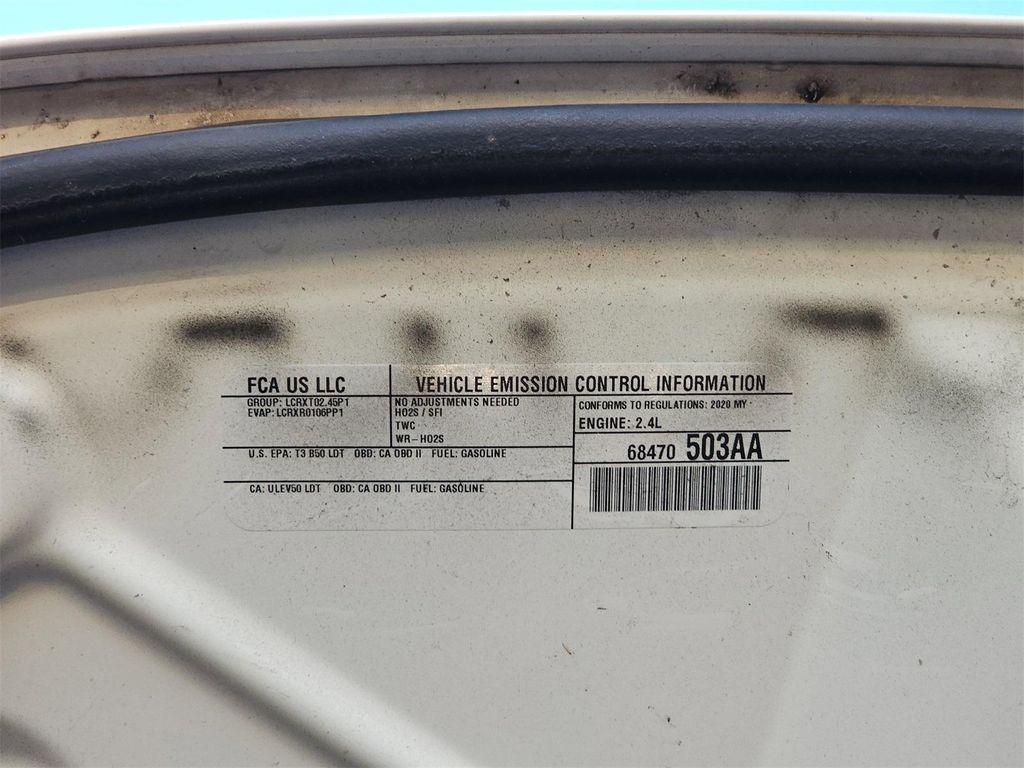 FCA US LLC
VEHICLE EMISSION CONTROL INFORMATION
GROUP: LCRXT02.45P1
EVAP: LCRXR0106PP1
NO ADJUSTMENTS NEEDED
HO2S / SFI
TWC
WR-HO2S
CONFORMS TO REGULATIONS: 2020 MY
ENGINE: 2.4L
68470 503AA
U.S. EPA: T3 B50 LDT OBD: CA OBD II FUEL: GASOLINE
CA: ULEV50 LDT OBD: CA OBD II FUEL: GASOLINE